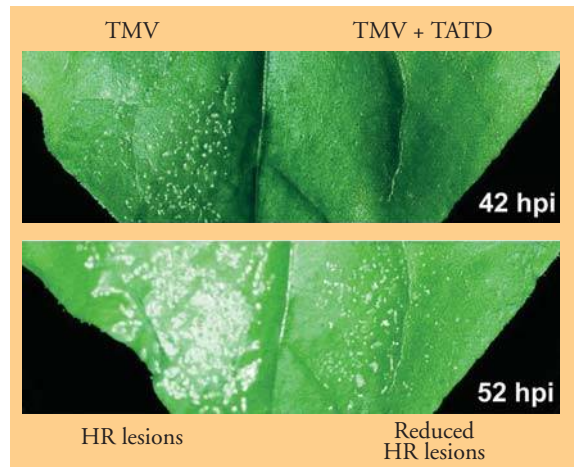 TMV
TMV + TATD
42 hpi
52 hpi
HR lesions
Reduced
HR lesions